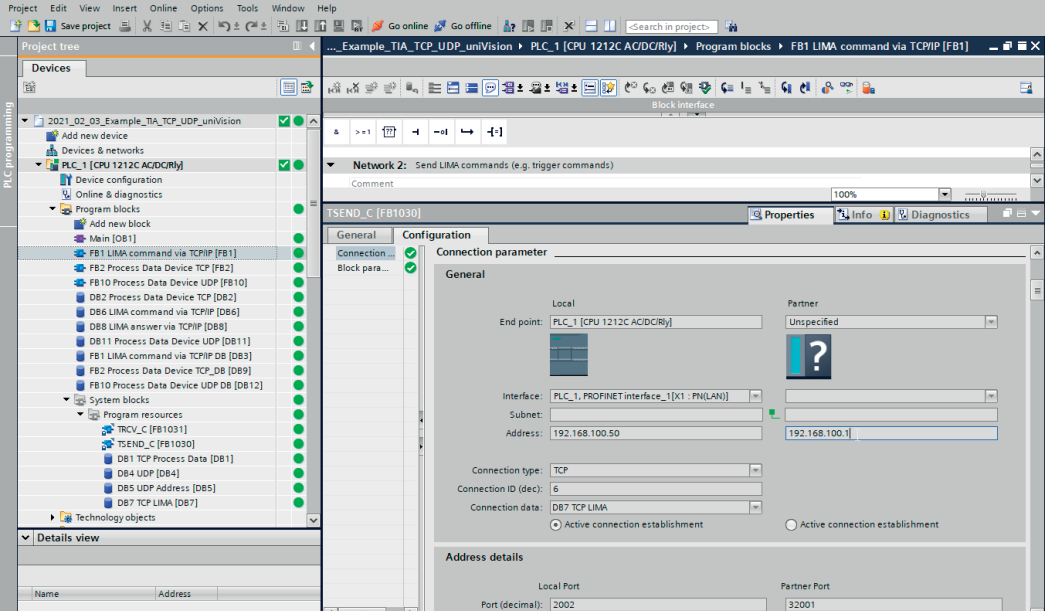 Project Edit View Insert Online Options Tools Window Help
Save project Go online Go offline <Search in project>
Project tree
..._Example_TIA_TCP_UDP_uniVision ▸ PLC_1 [CPU 1212C AC/DC/Rly] ▸ Program blocks ▸ FB1 LIMA command via TCP/IP [FB1]
Devices
PLC programming
2021_02_03_Example_TIA_TCP_UDP_uniVision
Add new device
Devices & networks
PLC_1 [CPU 1212C AC/DC/Rly]
Device configuration
Online & diagnostics
Program blocks
Add new block
Main [OB1]
FB1 LIMA command via TCP/IP [FB1]
FB2 Process Data Device TCP [FB2]
FB10 Process Data Device UDP [FB10]
DB2 Process Data Device TCP [DB2]
DB6 LIMA command via TCP/IP [DB6]
DB8 LIMA answer via TCP/IP [DB8]
DB11 Process Data Device UDP [DB11]
FB1 LIMA command via TCP/IP DB [DB3]
FB2 Process Data Device TCP_DB [DB9]
FB10 Process Data Device UDP DB [DB12]
System blocks
Program resources
TRCV_C [FB1031]
TSEND_C [FB1030]
DB1 TCP Process Data [DB1]
DB4 UDP [DB4]
DB5 UDP Address [DB5]
DB7 TCP LIMA [DB7]
Technology objects
Details view
Name Address
Block interface
& >=1 [??] ⊣ -o| ↦ -[=]
Network 2: Send LIMA commands (e.g. trigger commands)
Comment
100%
TSEND_C [FB1030]
Properties Info Diagnostics
General Configuration
Connection ...
Block para...
Connection parameter
General
Local Partner
End point: PLC_1 [CPU 1212C AC/DC/Rly] Unspecified
?
Interface: PLC_1, PROFINET interface_1[X1 : PN(LAN)]
Subnet:
Address: 192.168.100.50 192.168.100.1
Connection type: TCP
Connection ID (dec): 6
Connection data: DB7 TCP LIMA
Active connection establishment Active connection establishment
Address details
Local Port Partner Port
Port (decimal): 2002 32001